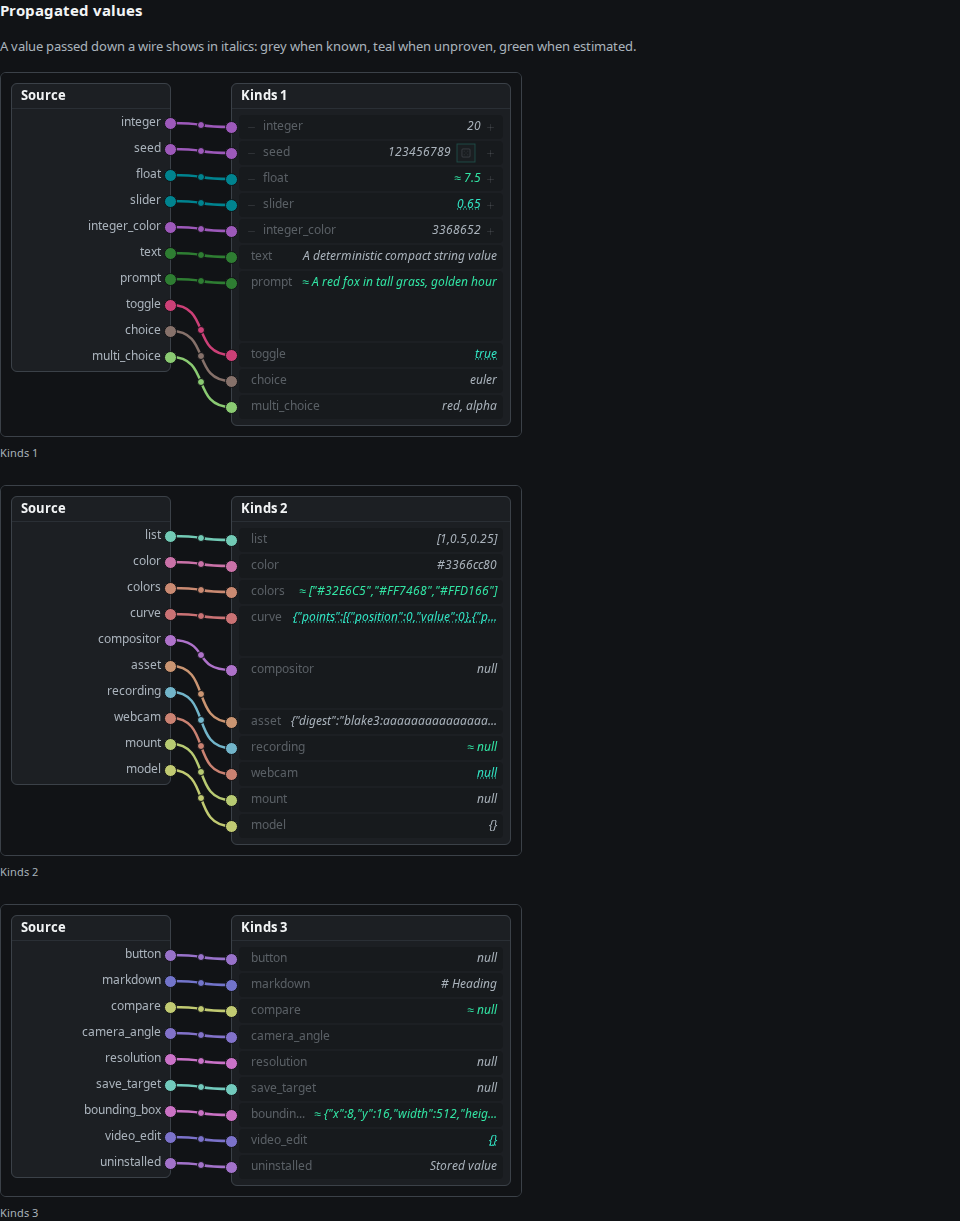 Propagated values
A value passed down a wire shows in italics: grey when known, teal when unproven, green when estimated.
Source
Kinds 1
integer
– integer 20 +
seed
– seed 123456789 +
float
– float ≈ 7.5 +
slider
– slider 0.65 +
integer_color
– integer_color 3368652 +
text
text A deterministic compact string value
prompt
prompt ≈ A red fox in tall grass, golden hour
toggle
choice
multi_choice
toggle true
choice euler
multi_choice red, alpha
Kinds 1
Source
Kinds 2
list
list [1,0.5,0.25]
color
color #3366cc80
colors
colors ≈ ["#32E6C5","#FF7468","#FFD166"]
curve
curve {"points":[{"position":0,"value":0},{"p...
compositor
asset
compositor null
recording
webcam
asset {"digest":"blake3:aaaaaaaaaaaaaaa...
mount
recording ≈ null
model
webcam null
mount null
model {}
Kinds 2
Source
Kinds 3
button
button null
markdown
markdown # Heading
compare
compare ≈ null
camera_angle
camera_angle
resolution
resolution null
save_target
save_target null
bounding_box
boundin... ≈ {"x":8,"y":16,"width":512,"heig...
video_edit
video_edit {}
uninstalled
uninstalled Stored value
Kinds 3